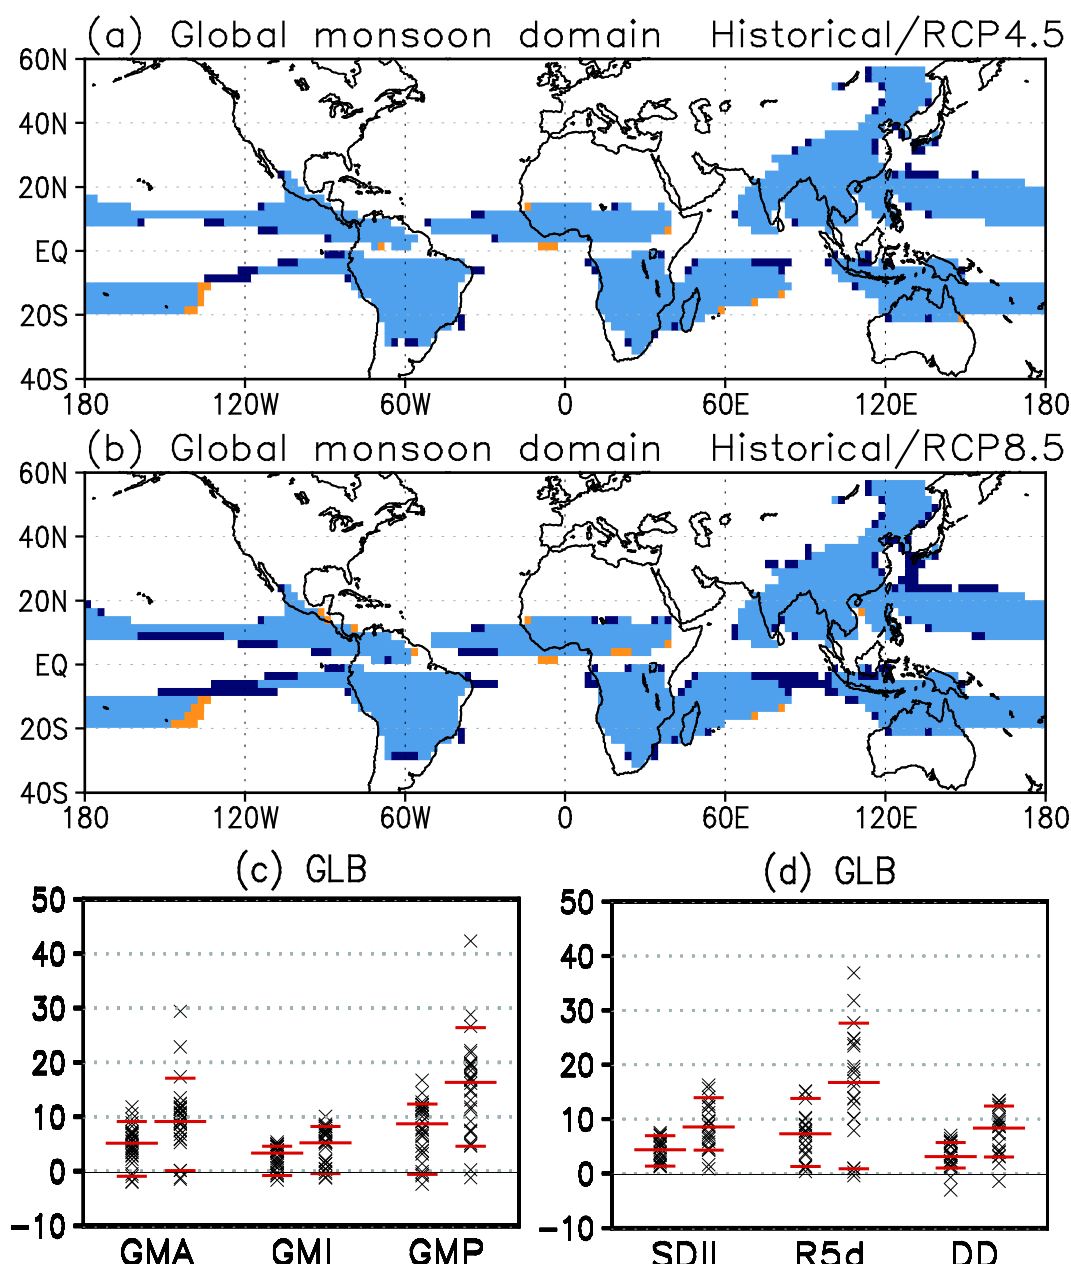 (a) Global monsoon domain Historical/RCP4.5
60N
40N
20N
EQ
20S
40S
180 120W 60W 0 60E 120E 180
(b) Global monsoon domain Historical/RCP8.5
60N
40N
20N
EQ
20S
40S
180 120W 60W 0 60E 120E 180
(c) GLB
50
40
30
20
10
0
-10
GMA GMI GMP
(d) GLB
50
40
30
20
10
0
-10
SDII R5d DD